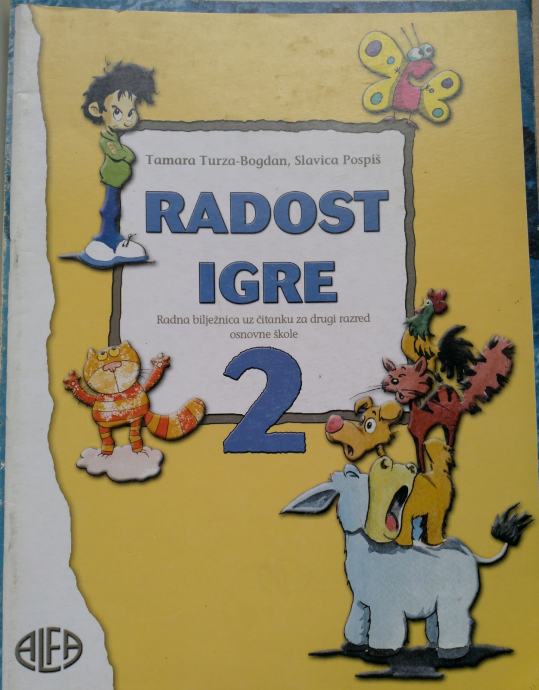 Tamara Turza-Bogdan, Slavica Pospiš
RADOST
IGRE
Radna bilježnica uz čitanku za drugi razred
osnovne škole
2
ALFA